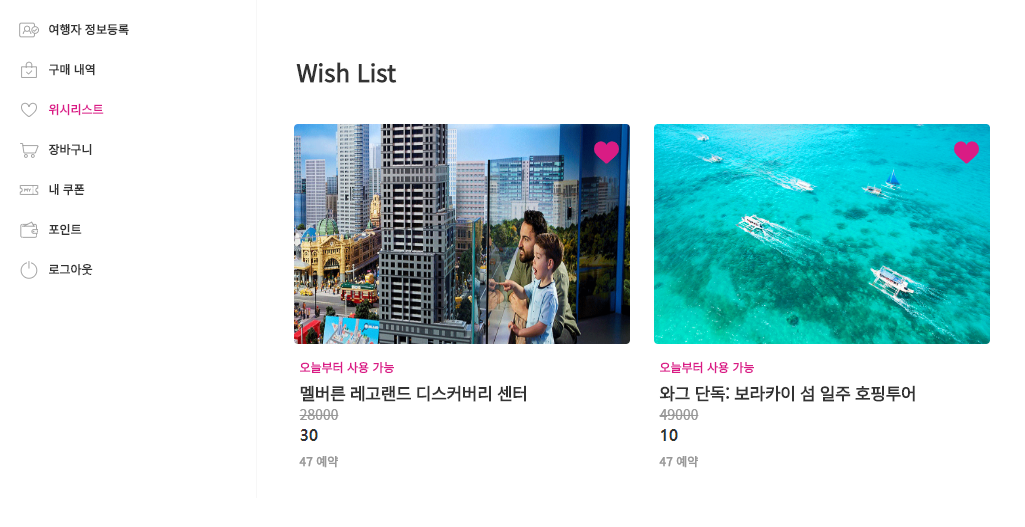 여행자 정보등록
구매 내역
위시리스트
장바구니
내 쿠폰
포인트
로그아웃
Wish List
오늘부터 사용 가능
멜버른 레고랜드 디스커버리 센터
28000
30
47 예약
오늘부터 사용 가능
와그 단독: 보라카이 섬 일주 호핑투어
49000
10
47 예약